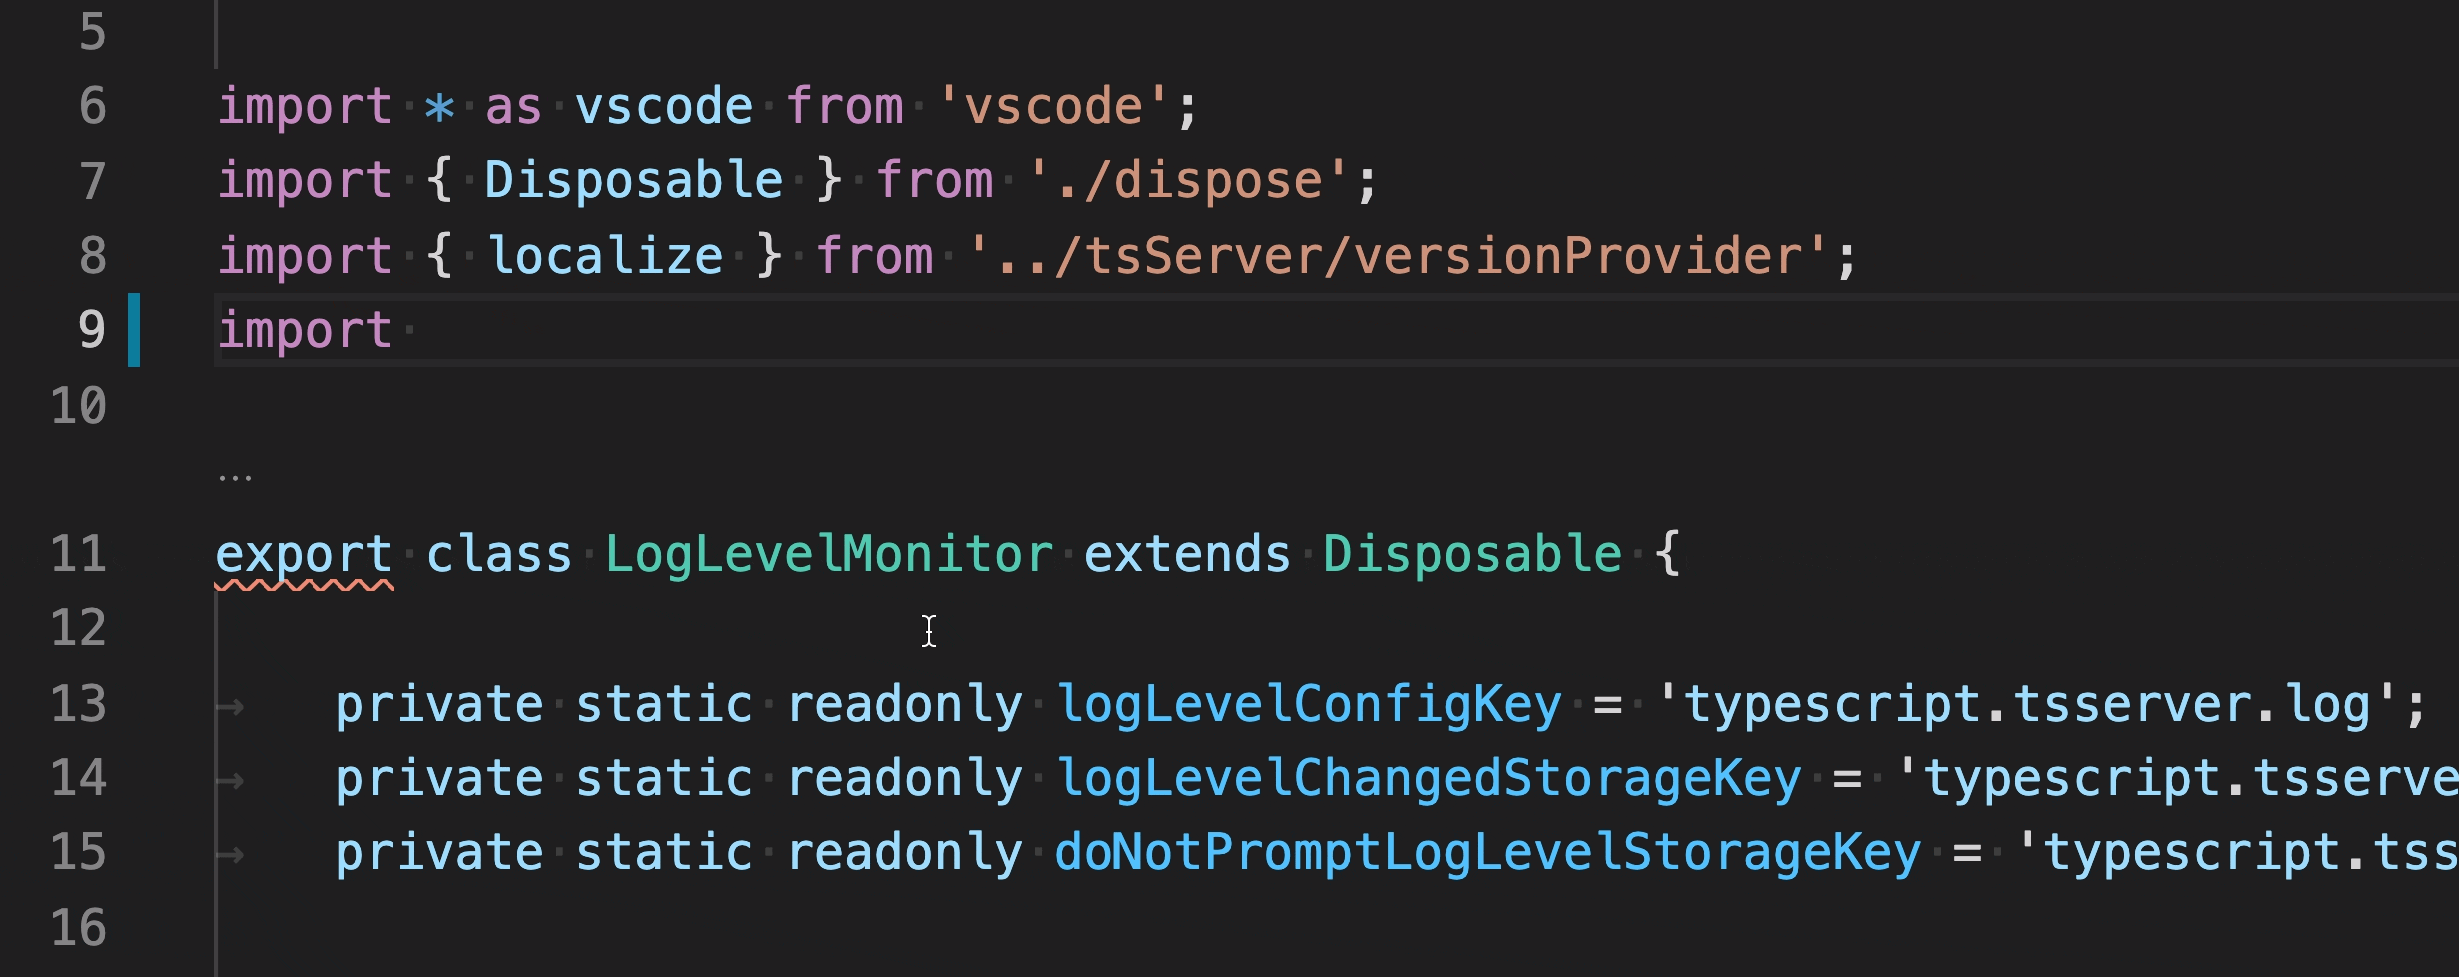 5
6 import * as vscode from 'vscode';
7 import { Disposable } from './dispose';
8 import { localize } from '../tsServer/versionProvider';
9 import
10
...
11 export class LogLevelMonitor extends Disposable {
12
13 private static readonly logLevelConfigKey = 'typescript.tsserver.log';
14 private static readonly logLevelChangedStorageKey = 'typescript.tsserve
15 private static readonly doNotPromptLogLevelStorageKey = 'typescript.tss
16